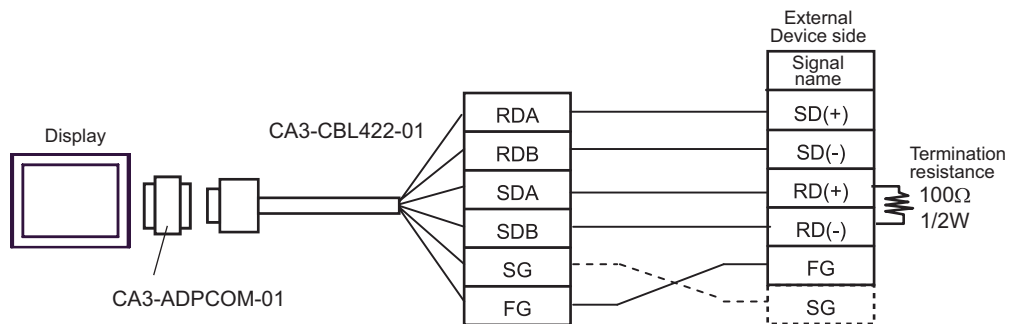 External
Device side
Signal
name
CA3-CBL422-01
RDA
SD(+)
Display
RDB
SD(-)
Termination
resistance
SDA
RD(+)
100Ω
SDB
RD(-)
1/2W
SG
FG
CA3-ADPCOM-01
FG
SG